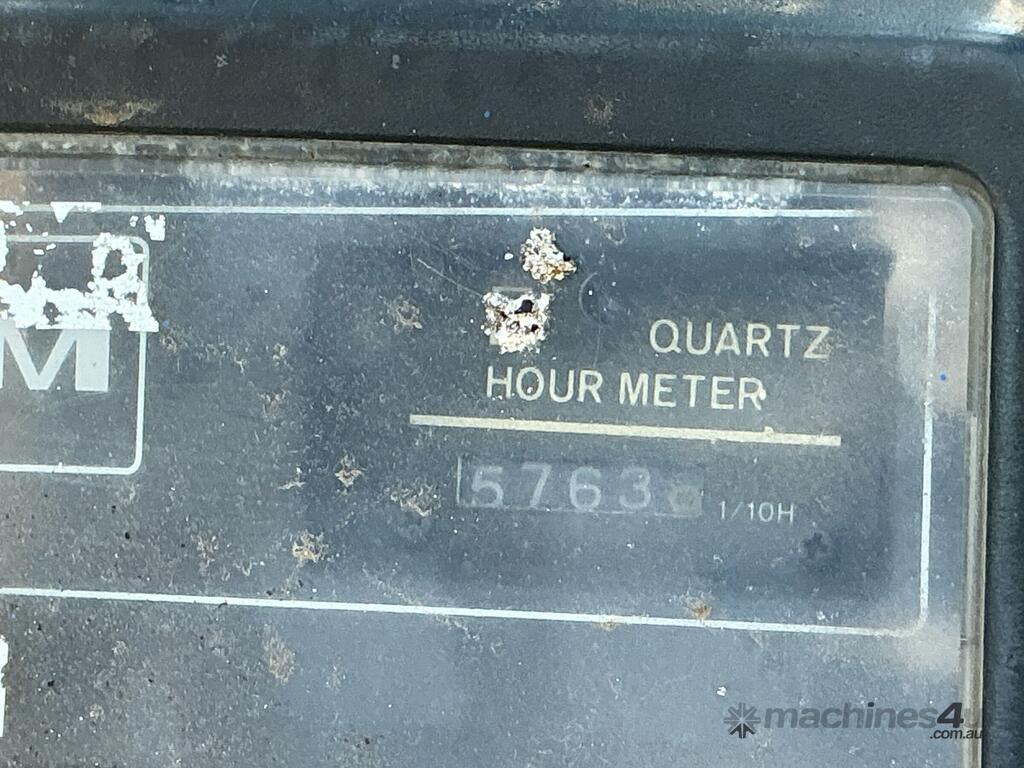 QUARTZ
HOUR METER
5763
1/10H
M
machines4u
.com.au